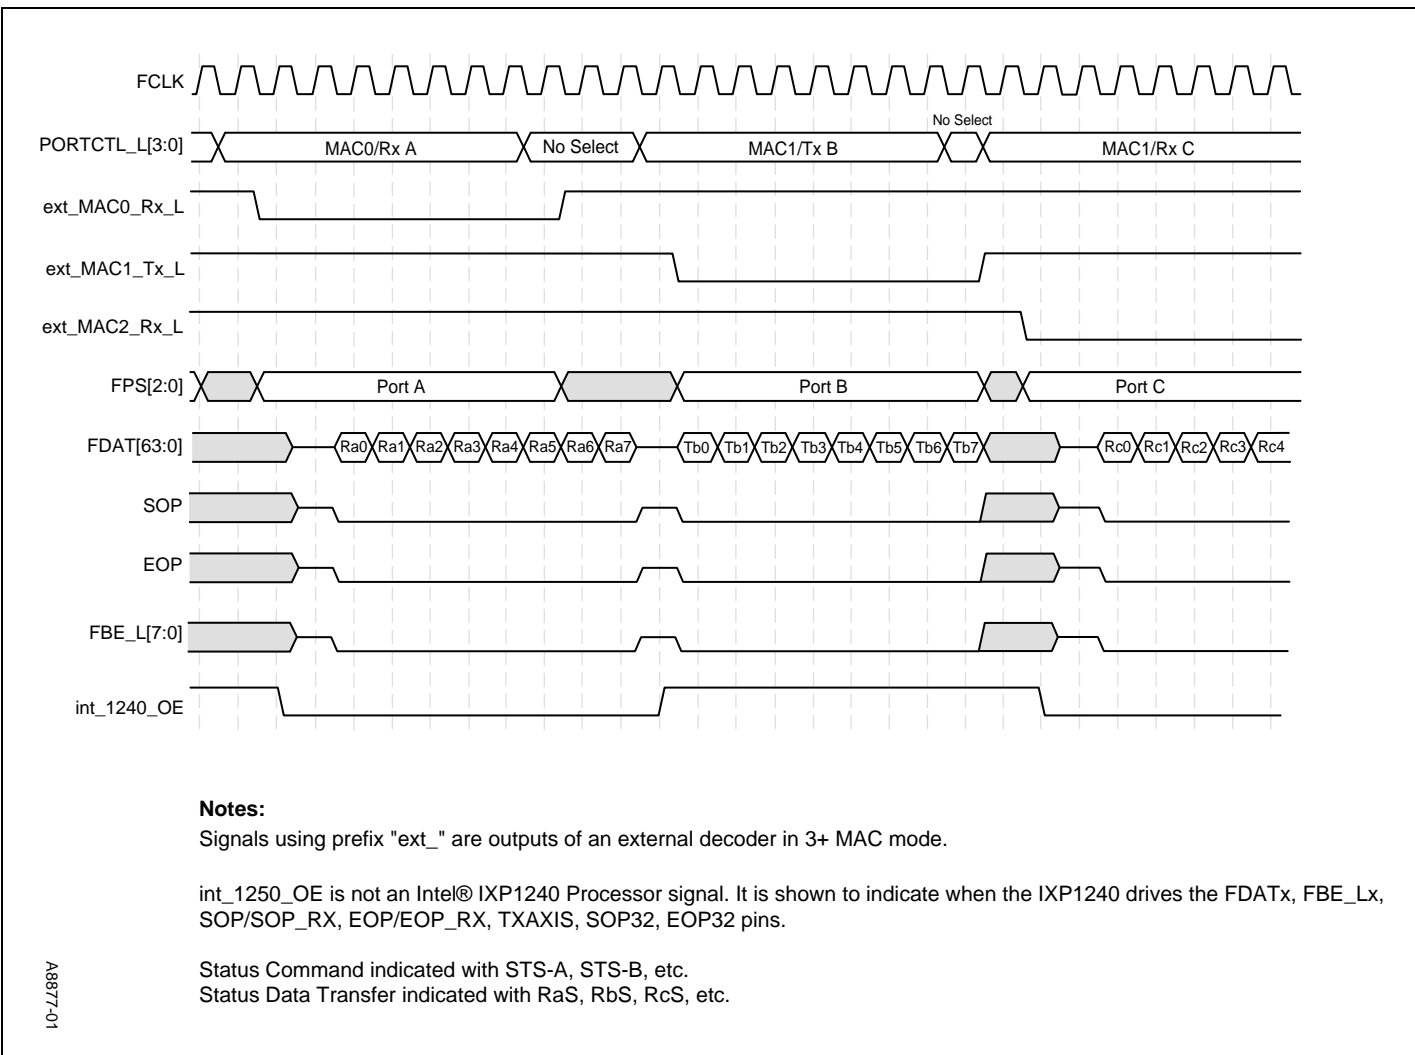 FCLK
No Select
PORTCTL_L[3:0] MAC0/Rx A No Select MAC1/Tx B MAC1/Rx C
ext_MAC0_Rx_L
ext_MAC1_Tx_L
ext_MAC2_Rx_L
FPS[2:0] Port A Port B Port C
FDAT[63:0] Ra0 Ra1 Ra2 Ra3 Ra4 Ra5 Ra6 Ra7 Tb0 Tb1 Tb2 Tb3 Tb4 Tb5 Tb6 Tb7 Rc0 Rc1 Rc2 Rc3 Rc4
SOP
EOP
FBE_L[7:0]
int_1240_OE
Notes:
Signals using prefix "ext_" are outputs of an external decoder in 3+ MAC mode.
int_1250_OE is not an Intel® IXP1240 Processor signal. It is shown to indicate when the IXP1240 drives the FDATx, FBE_Lx,
SOP/SOP_RX, EOP/EOP_RX, TXAXIS, SOP32, EOP32 pins.
Status Command indicated with STS-A, STS-B, etc.
Status Data Transfer indicated with RaS, RbS, RcS, etc.
A8877-01